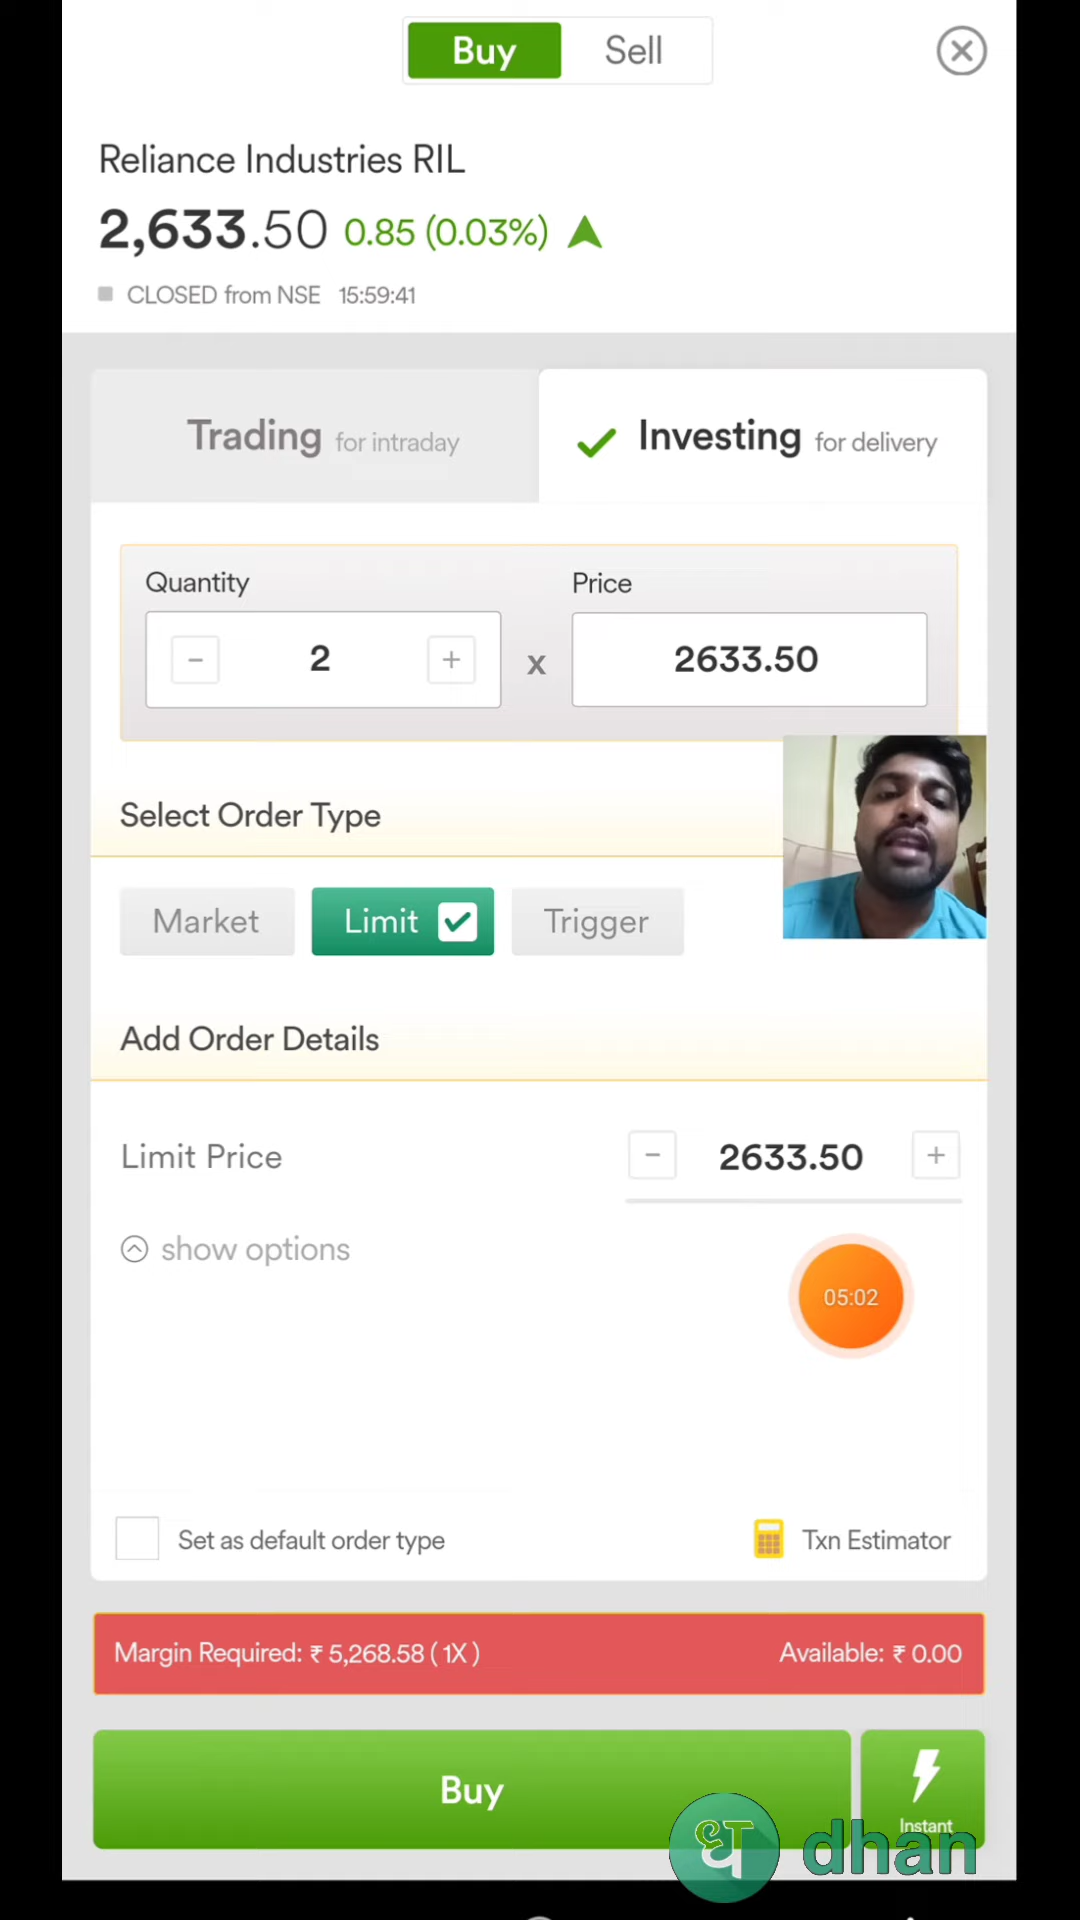 Buy Sell
Reliance Industries RIL
2,633.50 0.85 (0.03%)
CLOSED from NSE 15:59:41
Trading for intraday Investing for delivery
Quantity Price
- 2 + x 2633.50
Select Order Type
Market Limit Trigger
Add Order Details
Limit Price - 2633.50 +
show options
05:02
Set as default order type Txn Estimator
Margin Required: ₹ 5,268.58 ( 1X ) Available: ₹ 0.00
Buy Instant
ध dhan